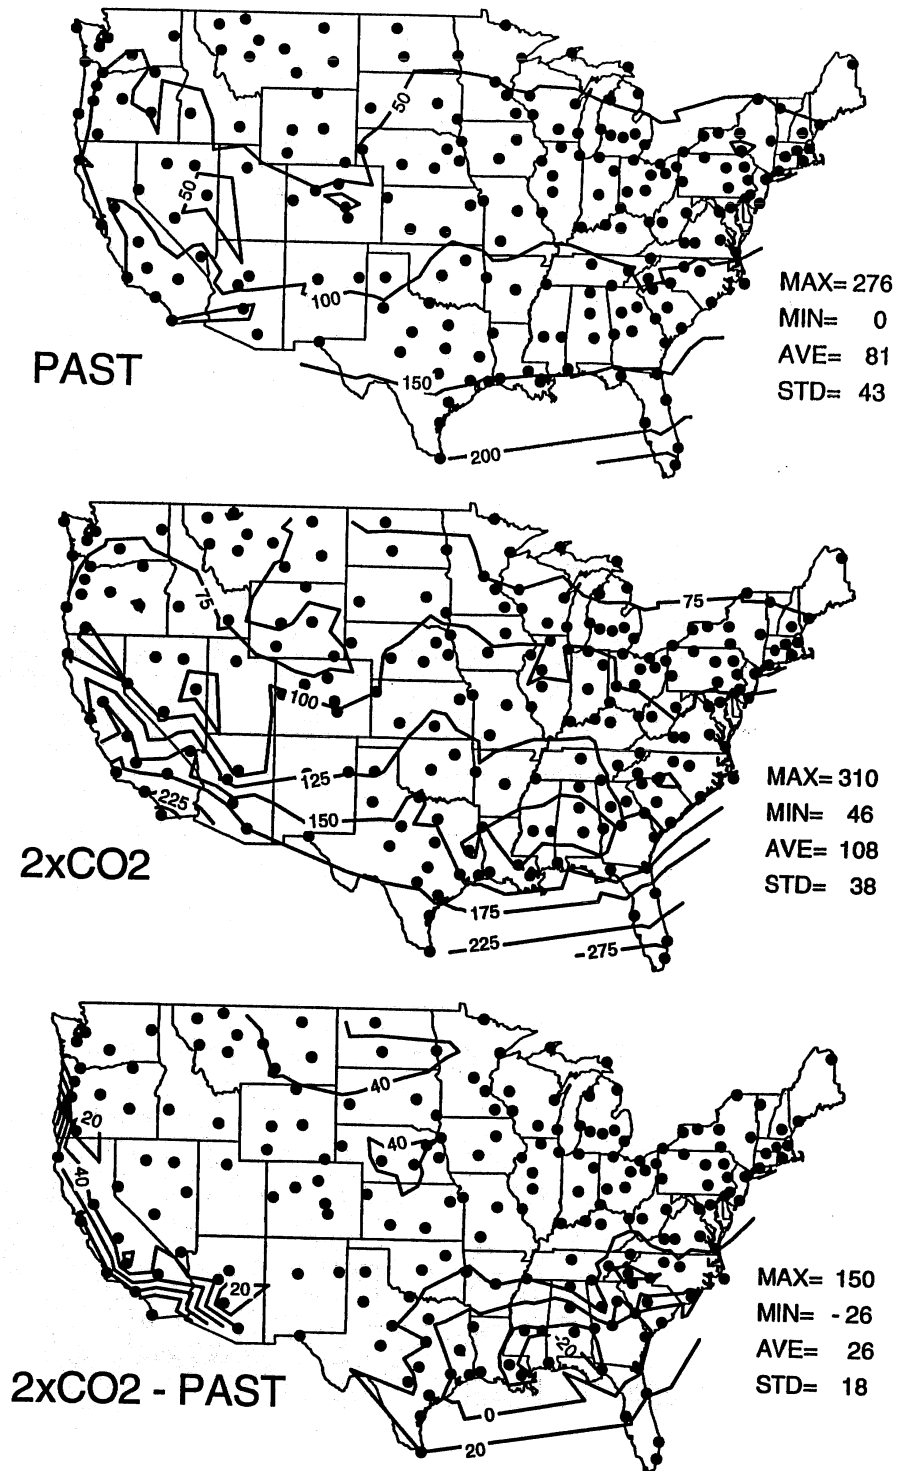 50
50
100
150
200
PAST
MAX= 276
MIN= 0
AVE= 81
STD= 43
75
75
100
125
150
225
175
225
-275
2xCO2
MAX= 310
MIN= 46
AVE= 108
STD= 38
40
20
40
40
20
-20
0
20
2xCO2 - PAST
MAX= 150
MIN= -26
AVE= 26
STD= 18